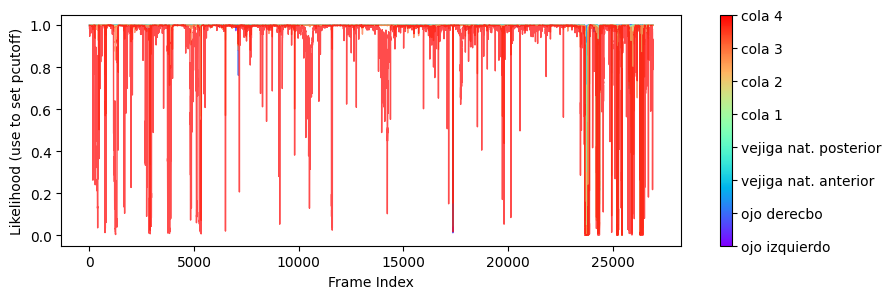 Likelihood (use to set pcutoff)
1.0
0.8
0.6
0.4
0.2
0.0
0
5000
10000
15000
20000
25000
Frame Index
cola 4
cola 3
cola 2
cola 1
vejiga nat. posterior
vejiga nat. anterior
ojo derecbo
ojo izquierdo